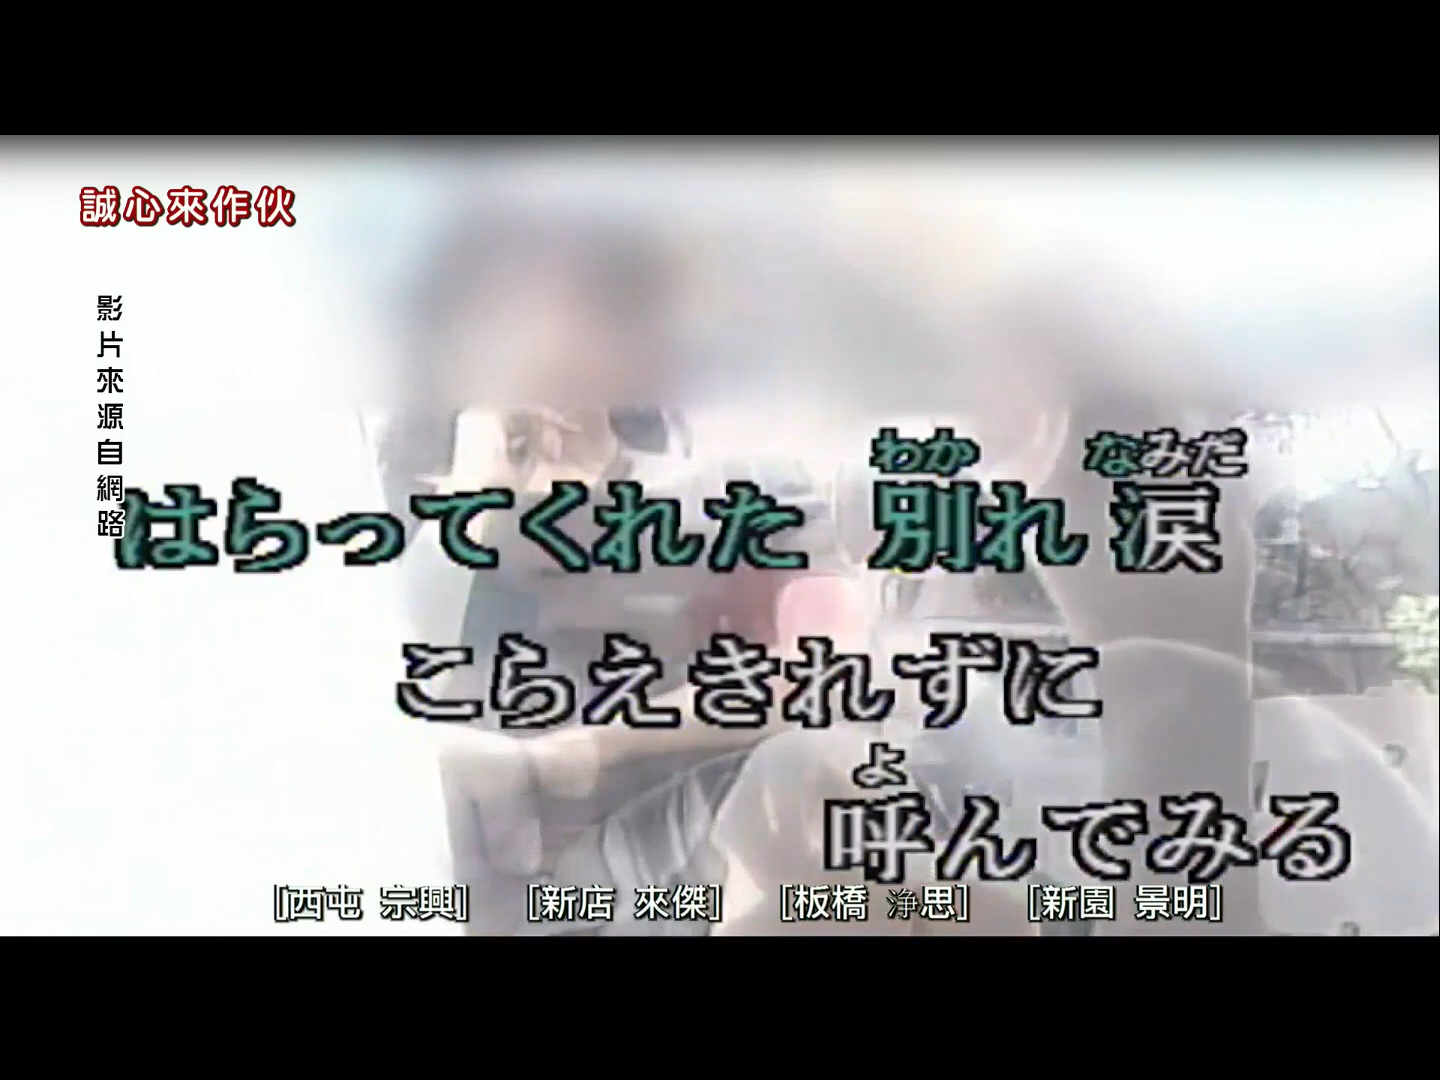 誠心來作伙
影片來源自網路
わか なみだ
はらってくれた 別れ涙
こらえきれずに
よ
呼んでみる
[西屯 宗興] [新店 來傑] [板橋 浄思] [新園 景明]